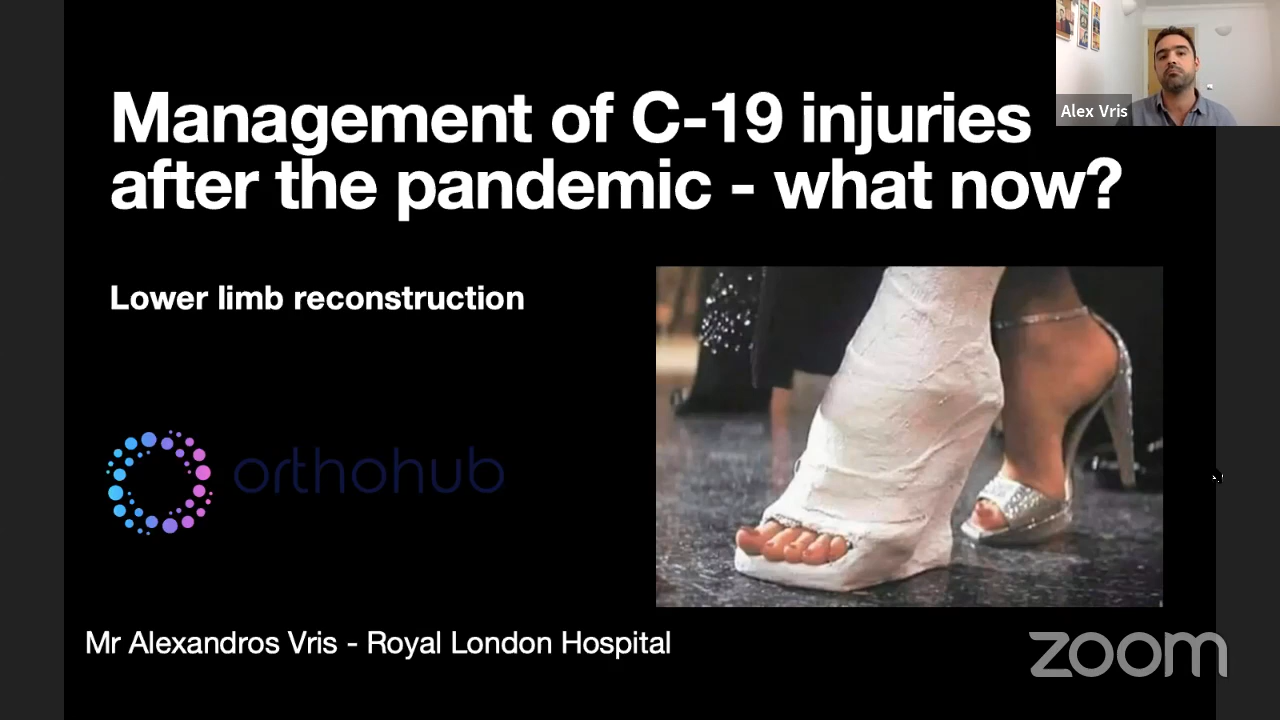 Management of C-19 injuries
after the pandemic - what now?
Alex Vris
Lower limb reconstruction
orthohub
Mr Alexandros Vris - Royal London Hospital
zoom